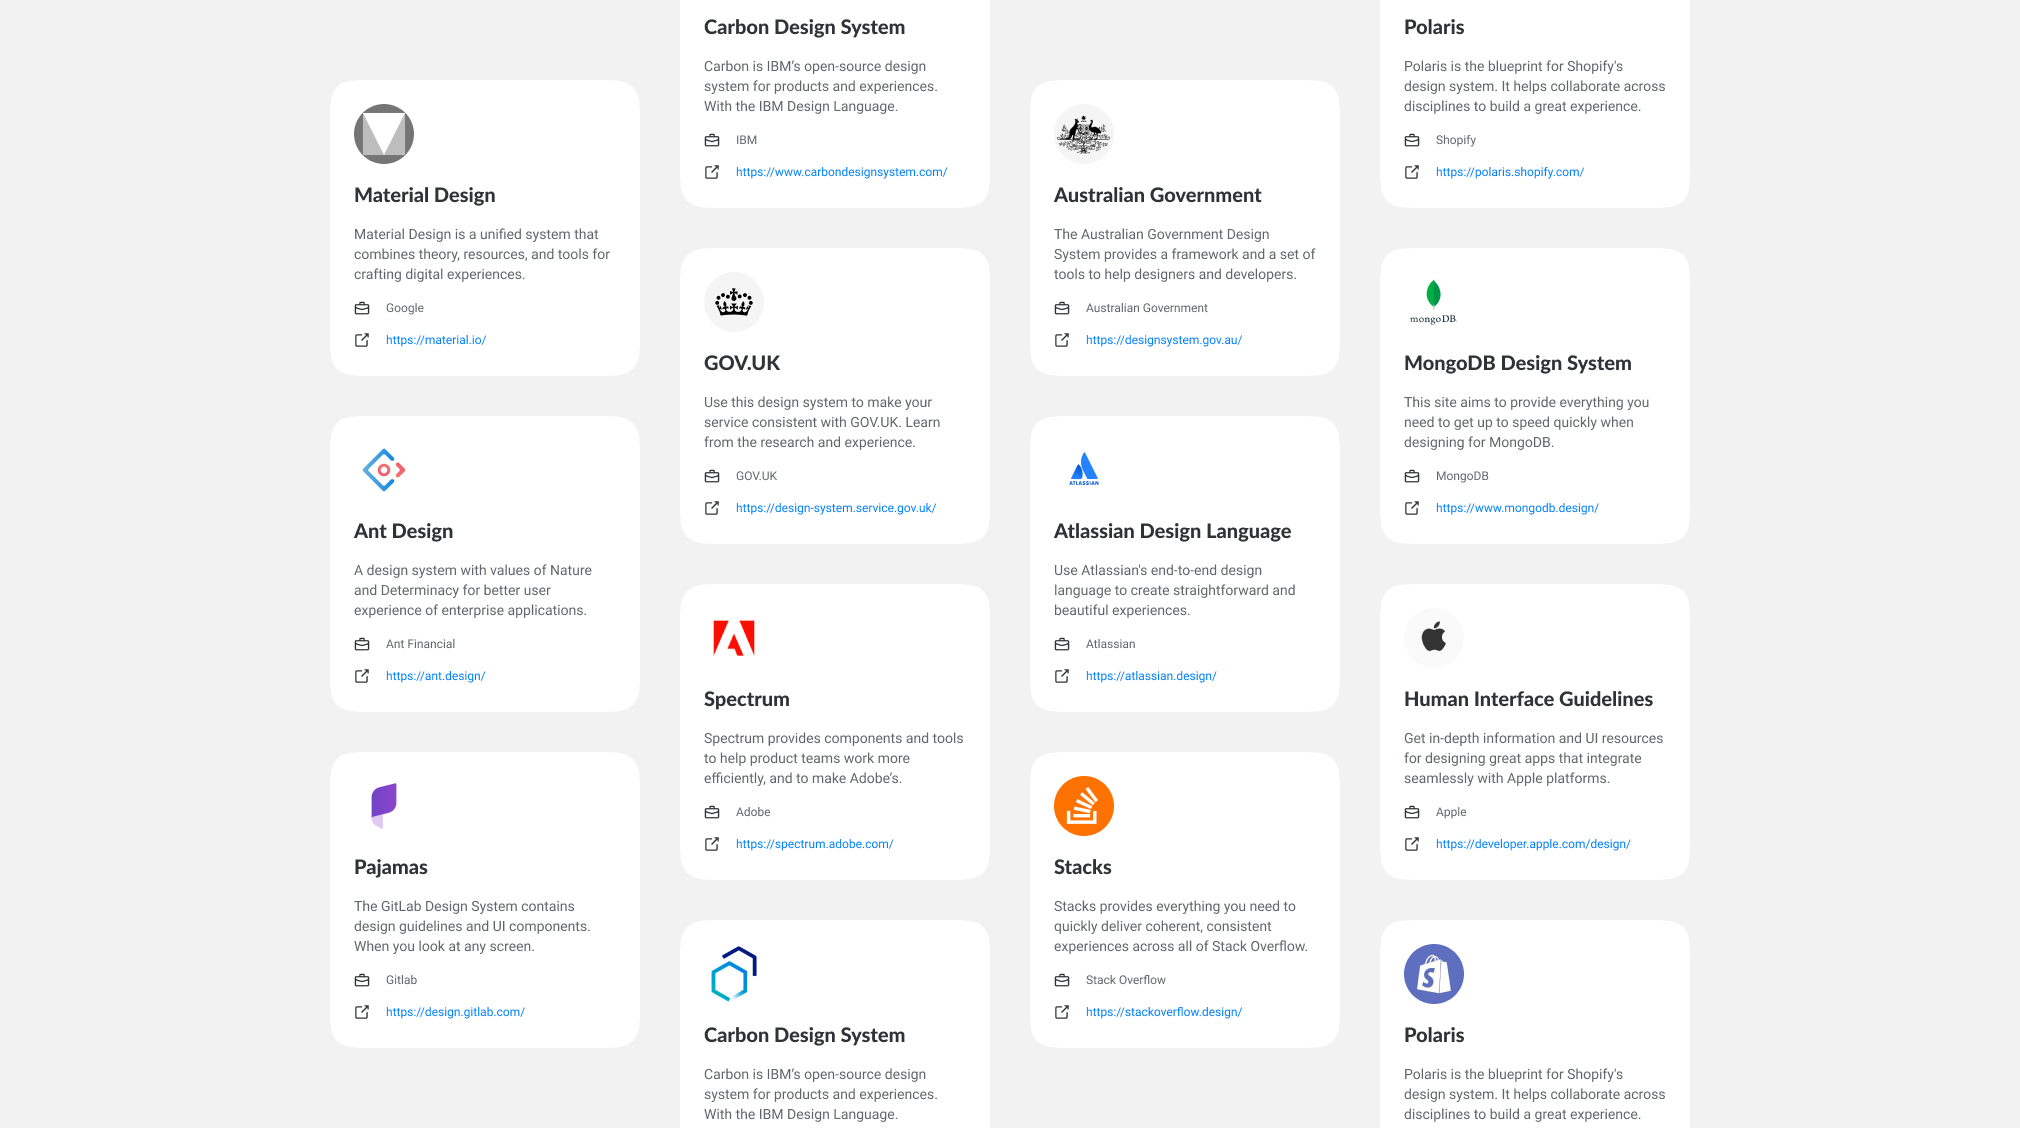 Material Design
Material Design is a unified system that
combines theory, resources, and tools for
crafting digital experiences.
Google
https://material.io/
Ant Design
A design system with values of Nature
and Determinacy for better user
experience of enterprise applications.
Ant Financial
https://ant.design/
Pajamas
The GitLab Design System contains
design guidelines and UI components.
When you look at any screen.
Gitlab
https://design.gitlab.com/
Carbon Design System
Carbon is IBM’s open-source design
system for products and experiences.
With the IBM Design Language.
IBM
https://www.carbondesignsystem.com/
GOV.UK
Use this design system to make your
service consistent with GOV.UK. Learn
from the research and experience.
GOV.UK
https://design-system.service.gov.uk/
Spectrum
Spectrum provides components and tools
to help product teams work more
efficiently, and to make Adobe’s.
Adobe
https://spectrum.adobe.com/
Carbon Design System
Carbon is IBM’s open-source design
system for products and experiences.
With the IBM Design Language.
Australian Government
The Australian Government Design
System provides a framework and a set of
tools to help designers and developers.
Australian Government
https://designsystem.gov.au/
ATLASSIAN
Atlassian Design Language
Use Atlassian's end-to-end design
language to create straightforward and
beautiful experiences.
Atlassian
https://atlassian.design/
Stacks
Stacks provides everything you need to
quickly deliver coherent, consistent
experiences across all of Stack Overflow.
Stack Overflow
https://stackoverflow.design/
Polaris
Polaris is the blueprint for Shopify's
design system. It helps collaborate across
disciplines to build a great experience.
Shopify
https://polaris.shopify.com/
mongoDB
MongoDB Design System
This site aims to provide everything you
need to get up to speed quickly when
designing for MongoDB.
MongoDB
https://www.mongodb.design/
Human Interface Guidelines
Get in-depth information and UI resources
for designing great apps that integrate
seamlessly with Apple platforms.
Apple
https://developer.apple.com/design/
S
Polaris
Polaris is the blueprint for Shopify's
design system. It helps collaborate across
disciplines to build a great experience.